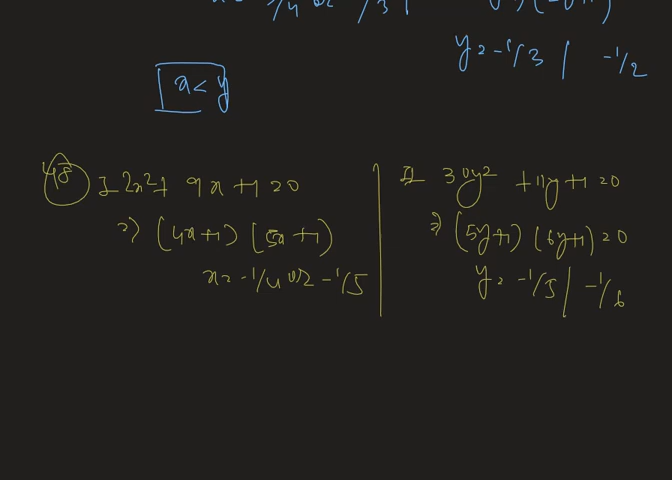 y = -1/3 | -1/2
x < y
48
I 2x² + 9x + 1 = 0
=) (4x+1) (5x+1)
x = -1/4 or -1/5
II 30y² + 11y + 1 = 0
=) (5y+1) (6y+1) = 0
y = -1/5 | -1/6